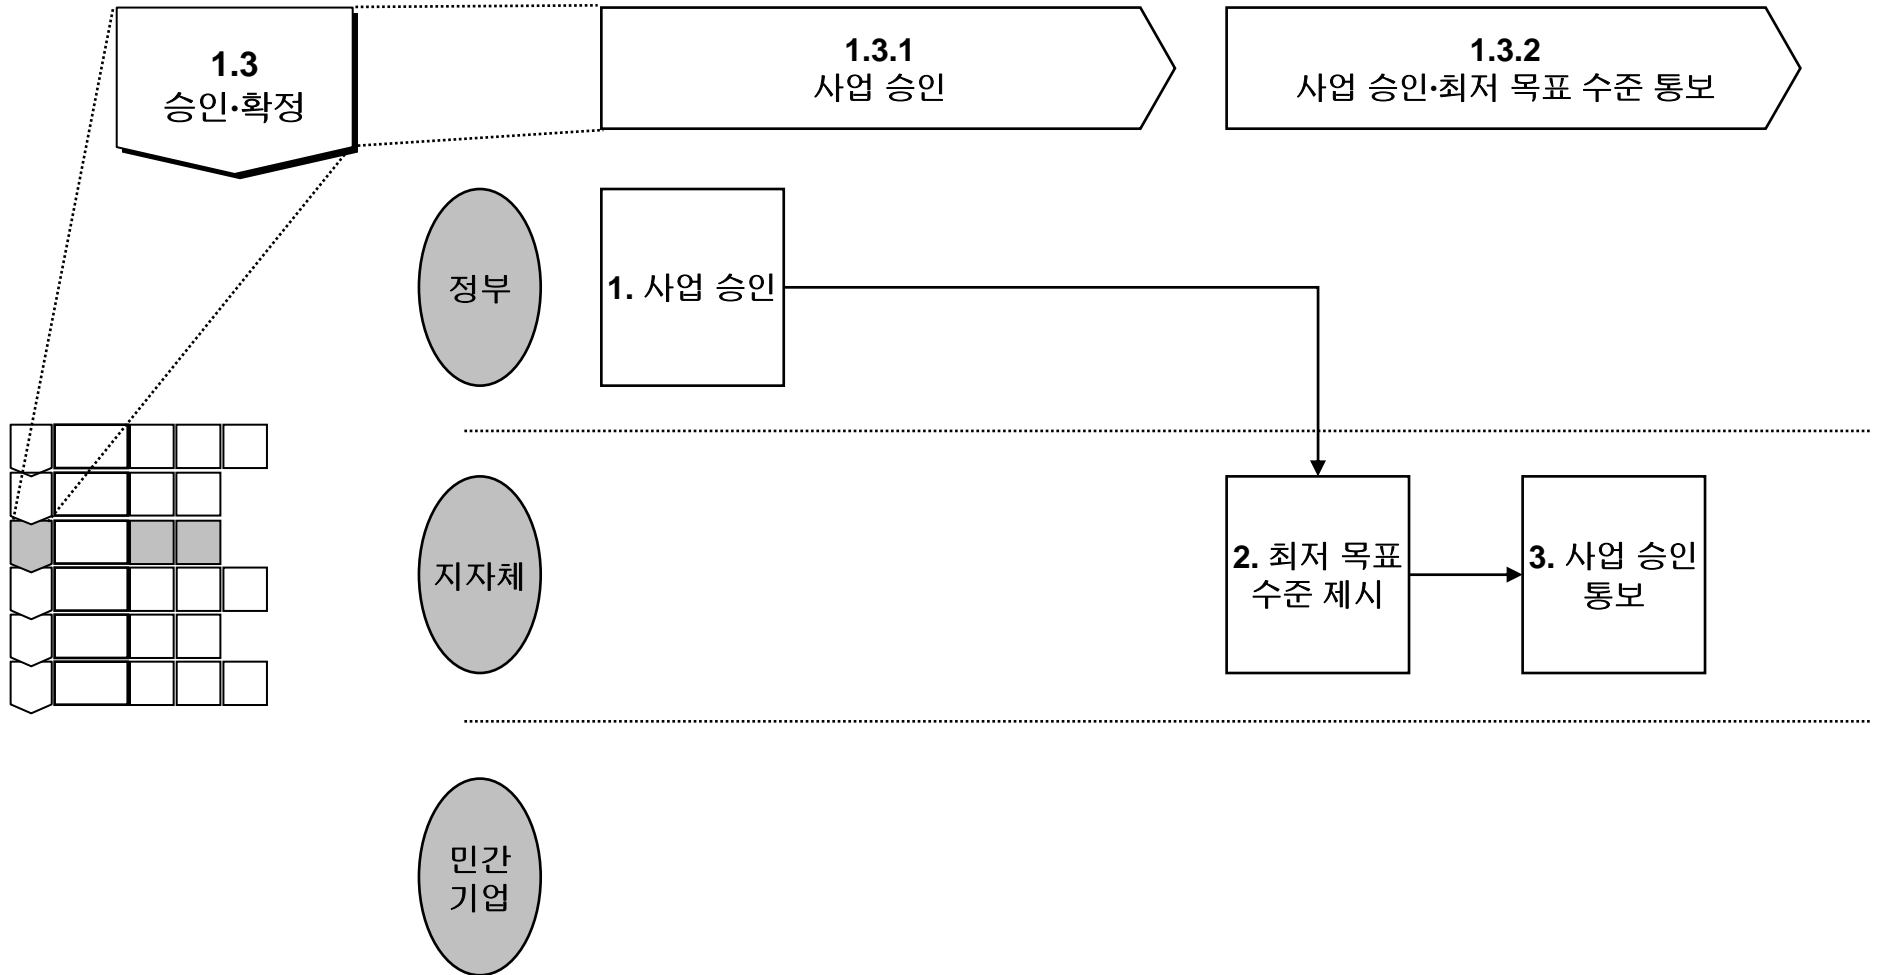 1.3
승인·확정
1.3.1
사업 승인
1.3.2
사업 승인·최저 목표 수준 통보
정부
1. 사업 승인
지자체
2. 최저 목표
수준 제시
3. 사업 승인
통보
민간
기업